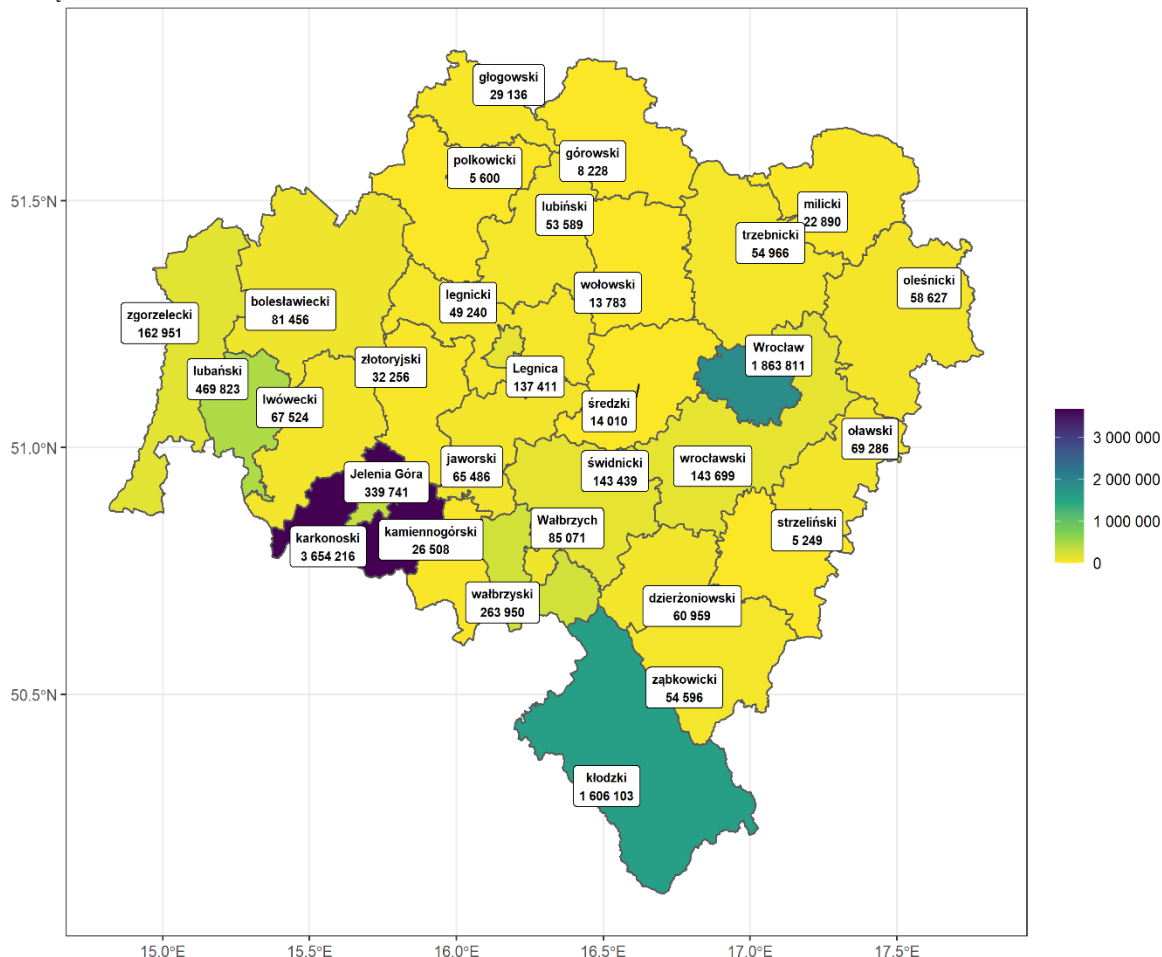 głogowski
29 136
polkowicki
5 600
górowski
8 228
lubiński
53 589
milicki
22 890
trzebnicki
54 966
51.5°N
oleśnicki
58 627
wołowski
13 783
legnicki
49 240
bolesławiecki
81 456
zgorzelecki
162 951
Wrocław
1 863 811
złotoryjski
32 256
Legnica
137 411
lubański
469 823
lwówecki
67 524
średzki
14 010
oławski
69 286
51.0°N
3 000 000
2 000 000
1 000 000
0
jaworski
65 486
świdnicki
143 439
wrocławski
143 699
Jelenia Góra
339 741
Wałbrzych
85 071
strzeliński
5 249
karkonoski
3 654 216
kamiennogórski
26 508
wałbrzyski
263 950
dzierżoniowski
60 959
50.5°N
ząbkowicki
54 596
kłodzki
1 606 103
15.0°E
15.5°E
16.0°E
16.5°E
17.0°E
17.5°E